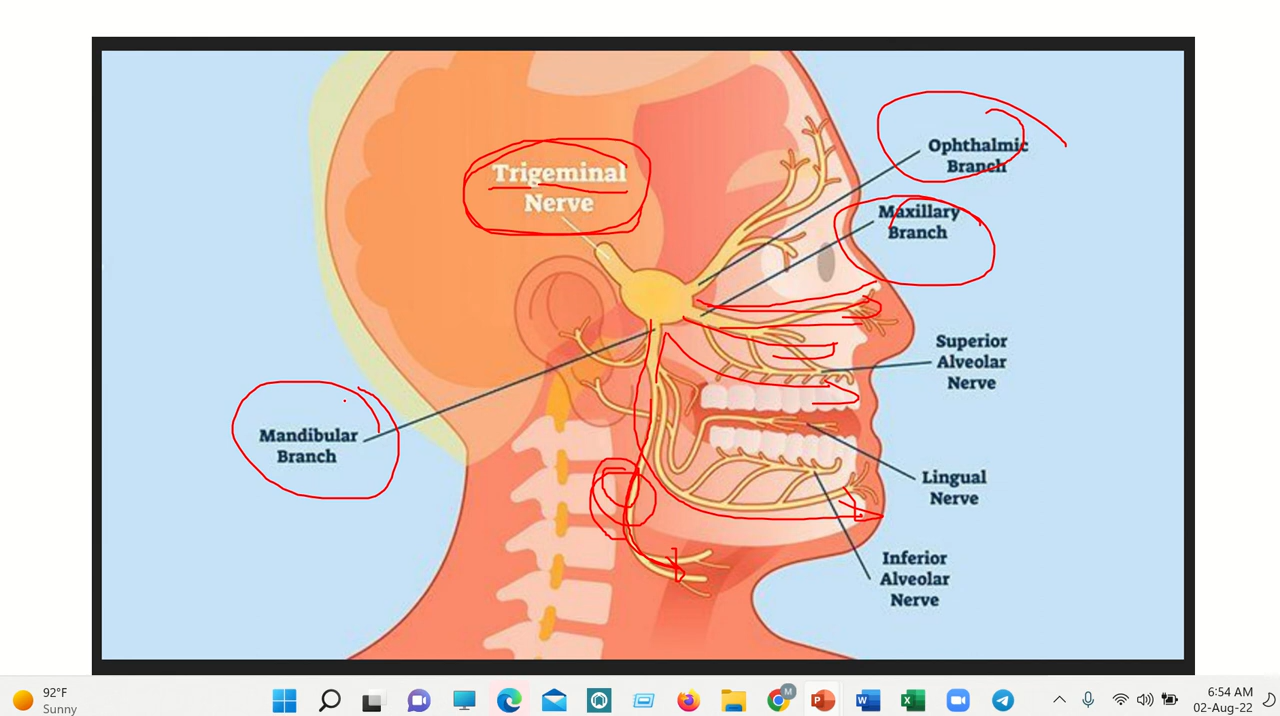 Trigeminal
Nerve
Ophthalmic
Branch
Maxillary
Branch
Superior
Alveolar
Nerve
Mandibular
Branch
Lingual
Nerve
Inferior
Alveolar
Nerve
92°F
Sunny
6:54 AM
02-Aug-22